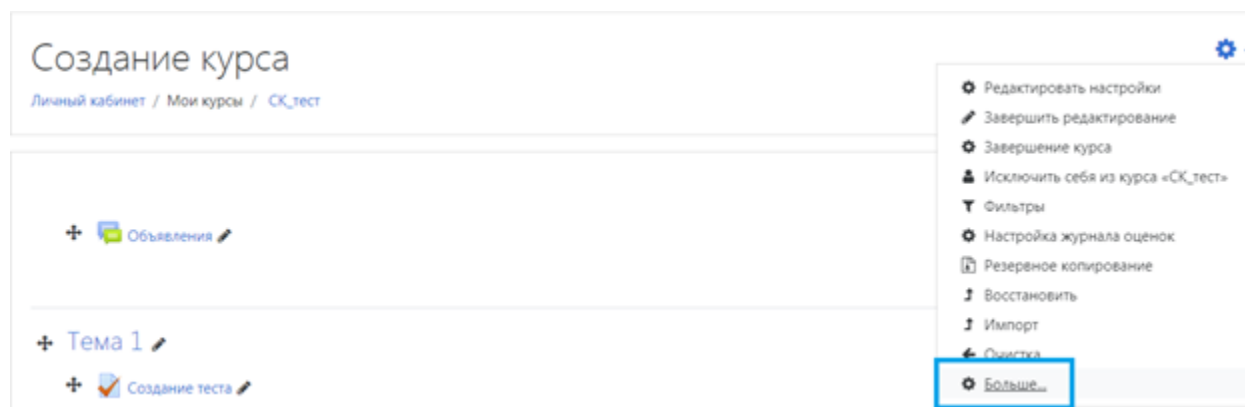 Создание курса
Личный кабинет / Мои курсы / СК_тест
Редактировать настройки
Завершить редактирование
Завершение курса
Исключить себя из курса «СК_тест»
Фильтры
Настройка журнала оценок
Резервное копирование
Восстановить
Импорт
Очистка
Больше...
Объявления
Тема 1
Создание теста